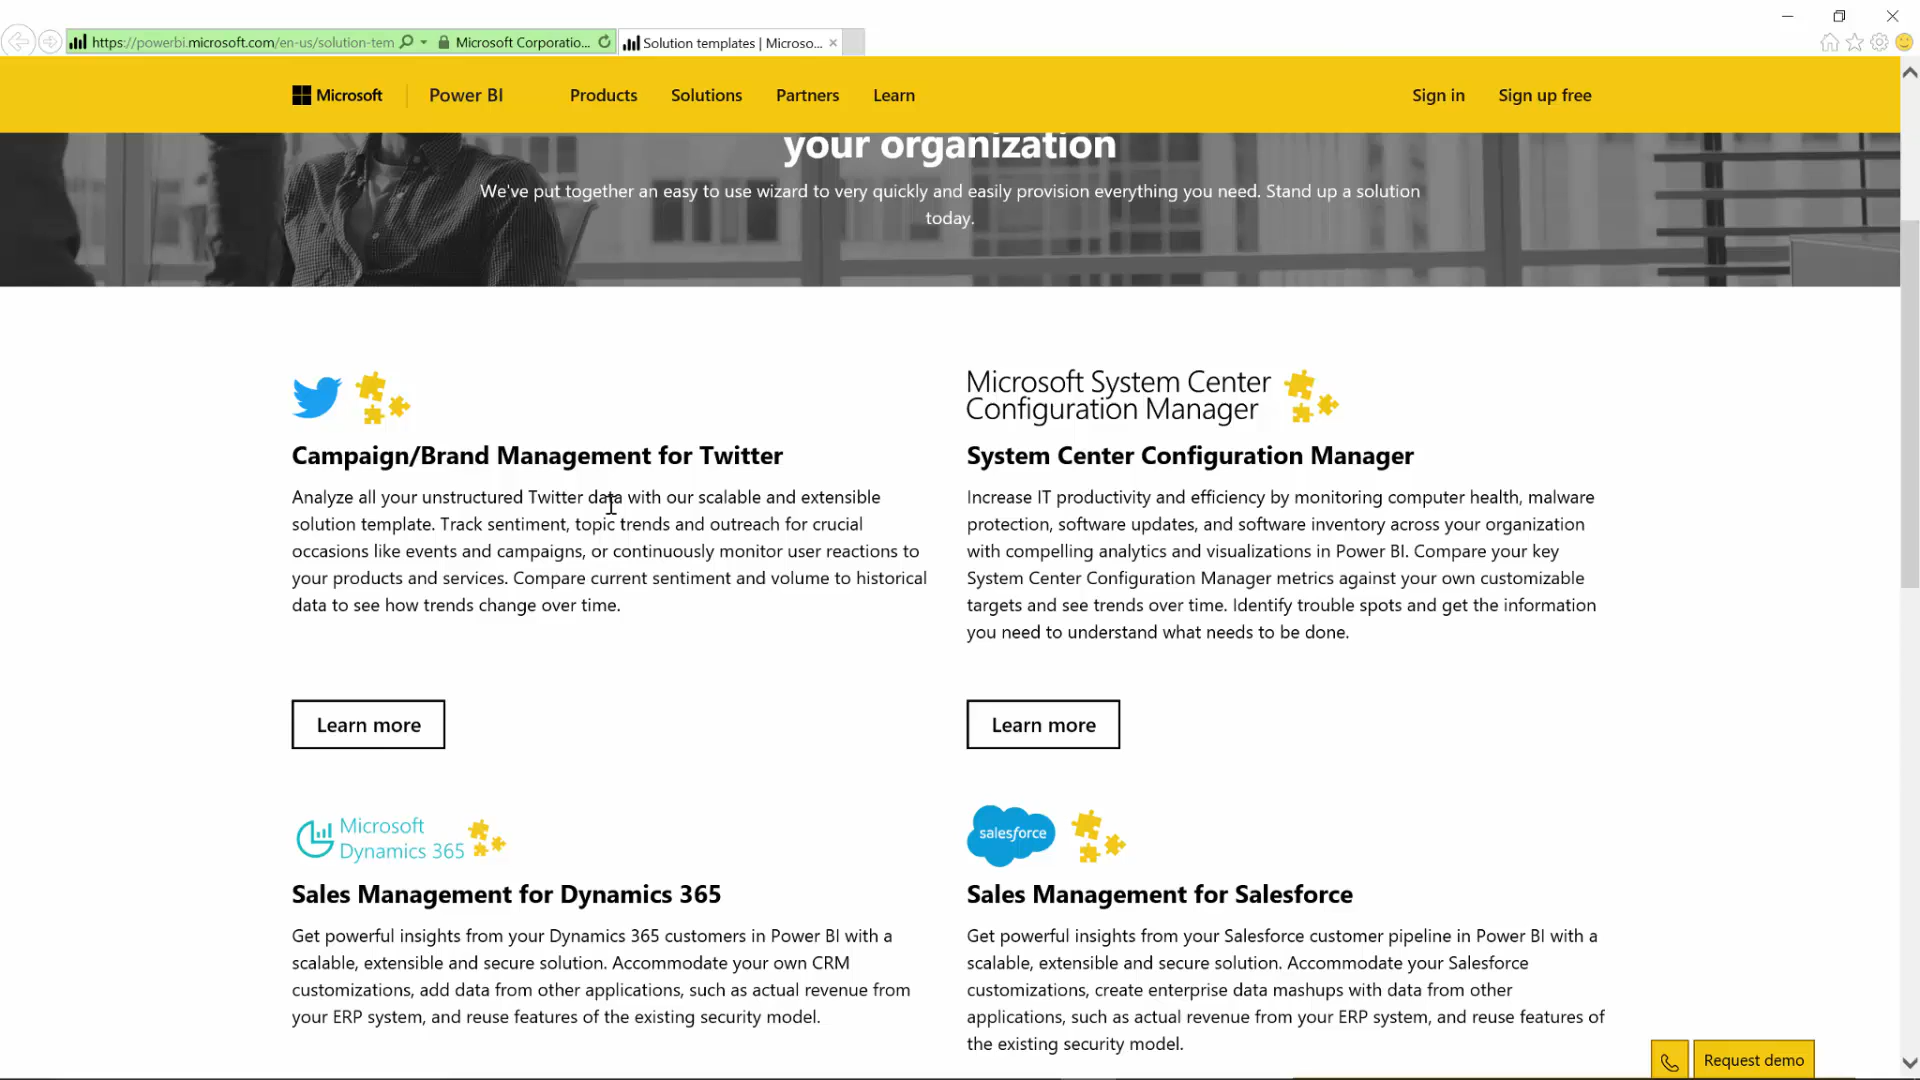 https://powerbi.microsoft.com/en-us/solution-tem
Microsoft Corporatio...
Solution templates | Microso...
Microsoft
Power BI
Products
Solutions
Partners
Learn
Sign in
Sign up free
your organization
We've put together an easy to use wizard to very quickly and easily provision everything you need. Stand up a solution
today.
Campaign/Brand Management for Twitter
Analyze all your unstructured Twitter data with our scalable and extensible
solution template. Track sentiment, topic trends and outreach for crucial
occasions like events and campaigns, or continuously monitor user reactions to
your products and services. Compare current sentiment and volume to historical
data to see how trends change over time.
Learn more
Microsoft System Center
Configuration Manager
System Center Configuration Manager
Increase IT productivity and efficiency by monitoring computer health, malware
protection, software updates, and software inventory across your organization
with compelling analytics and visualizations in Power BI. Compare your key
System Center Configuration Manager metrics against your own customizable
targets and see trends over time. Identify trouble spots and get the information
you need to understand what needs to be done.
Learn more
Microsoft
Dynamics 365
Sales Management for Dynamics 365
Get powerful insights from your Dynamics 365 customers in Power BI with a
scalable, extensible and secure solution. Accommodate your own CRM
customizations, add data from other applications, such as actual revenue from
your ERP system, and reuse features of the existing security model.
salesforce
Sales Management for Salesforce
Get powerful insights from your Salesforce customer pipeline in Power BI with a
scalable, extensible and secure solution. Accommodate your Salesforce
customizations, create enterprise data mashups with data from other
applications, such as actual revenue from your ERP system, and reuse features of
the existing security model.
Request demo